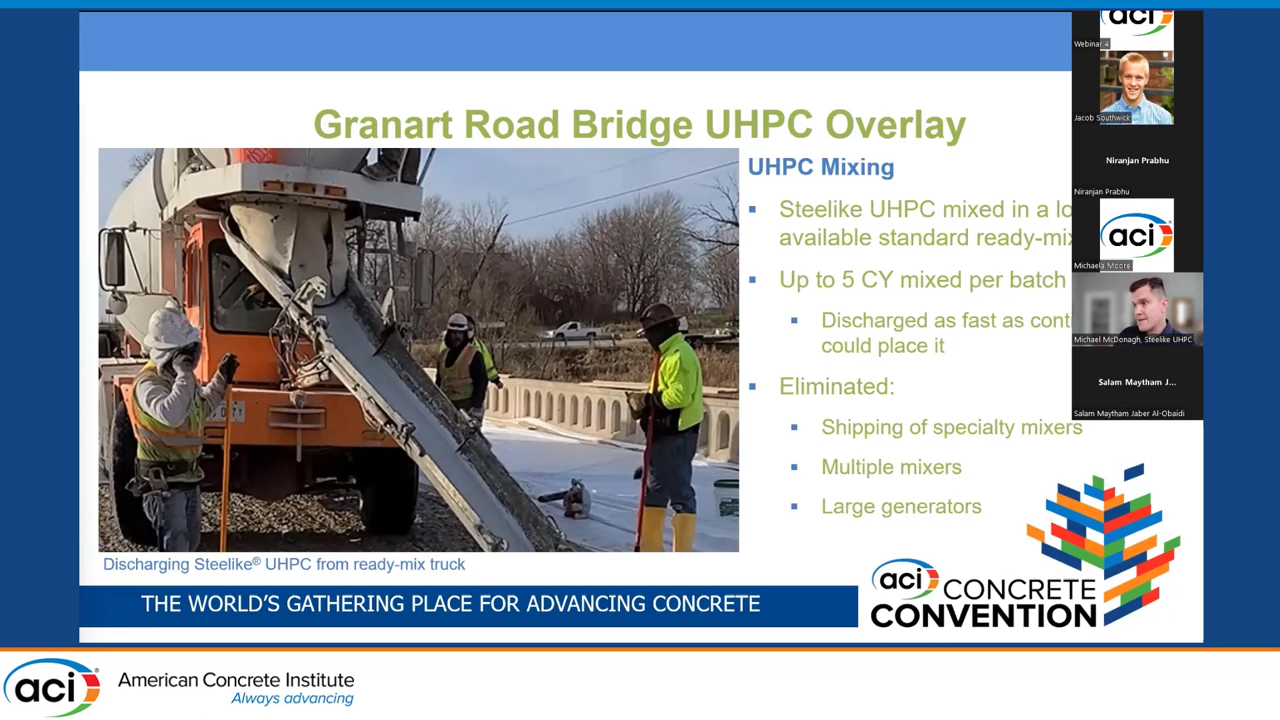 aci
Webinar 4
Jacob Southwick
Niranjan Prabhu
Niranjan Prabhu
aci
Michaela Moore
Michael McDonagh, Steelike UHPC
Salam Maytham J...
Salam Maytham Jaber Al-Obaidi
Granart Road Bridge UHPC Overlay
UHPC Mixing
▪ Steelike UHPC mixed in a lo
available standard ready-mix
▪ Up to 5 CY mixed per batch
▪ Discharged as fast as cont
could place it
▪ Eliminated:
▪ Shipping of specialty mixers
▪ Multiple mixers
▪ Large generators
Discharging Steelike® UHPC from ready-mix truck
THE WORLD'S GATHERING PLACE FOR ADVANCING CONCRETE
aci CONCRETE
CONVENTION
aci®
American Concrete Institute
Always advancing